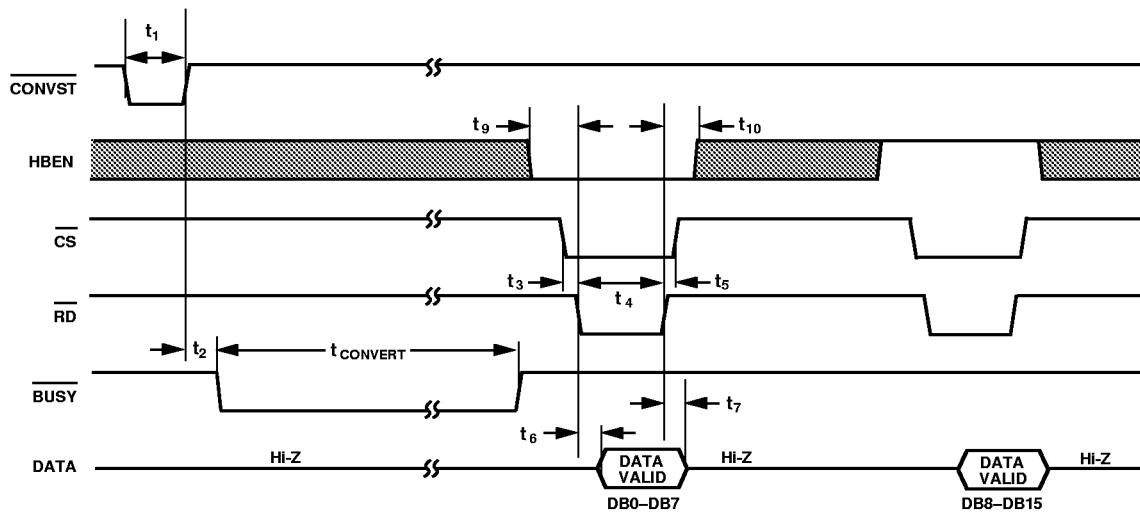 t1
CONVST
t9
t10
HBEN
CS
t3
t4
t5
RD
t2
tCONVERT
BUSY
t7
t6
DATA
Hi-Z
DATA
VALID
Hi-Z
DATA
VALID
Hi-Z
DB0–DB7
DB8–DB15